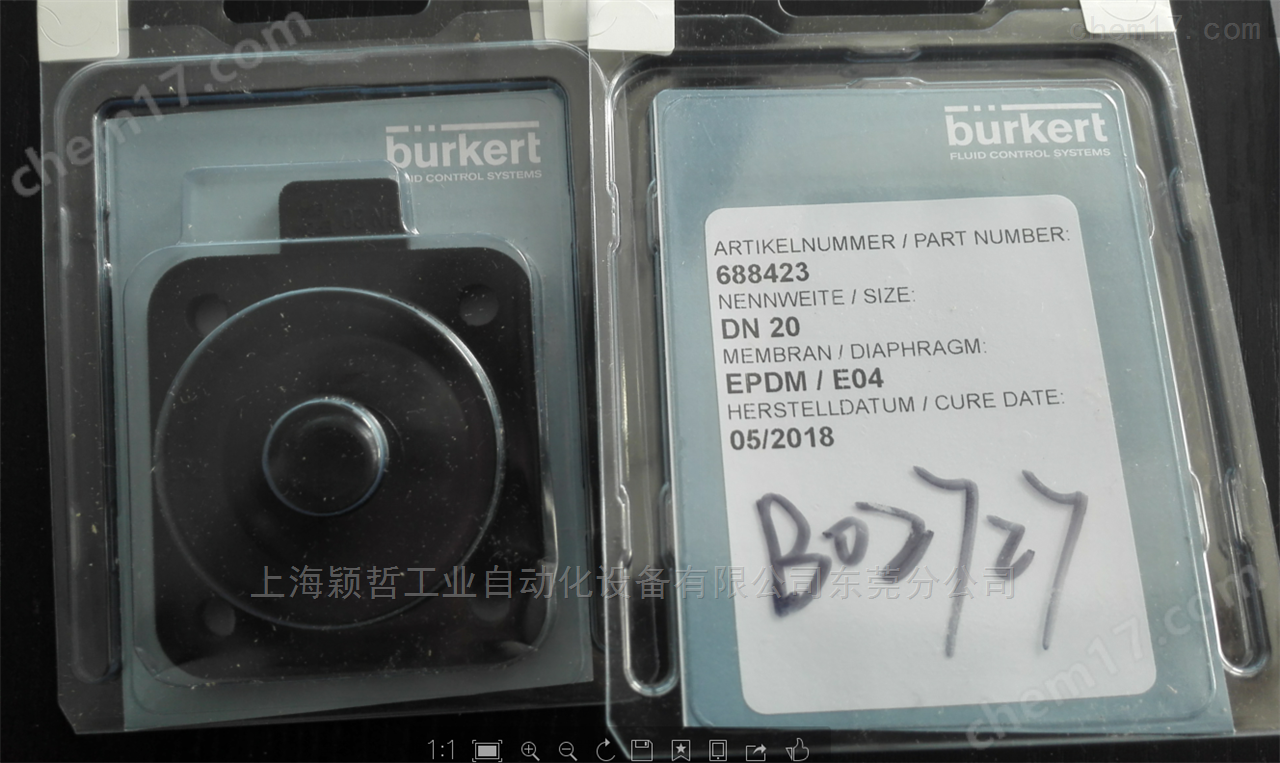 bürkert
FLUID CONTROL SYSTEMS
bürkert
FLUID CONTROL SYSTEMS
ARTIKELNUMMER / PART NUMBER:
688423
NENNWEITE / SIZE:
DN 20
MEMBRAN / DIAPHRAGM:
EPDM / E04
HERSTELLDATUM / CURE DATE:
05/2018
B02727
上海颖哲工业自动化设备有限公司东莞分公司
chem17.com
chem17.com
chem17.com
1:1